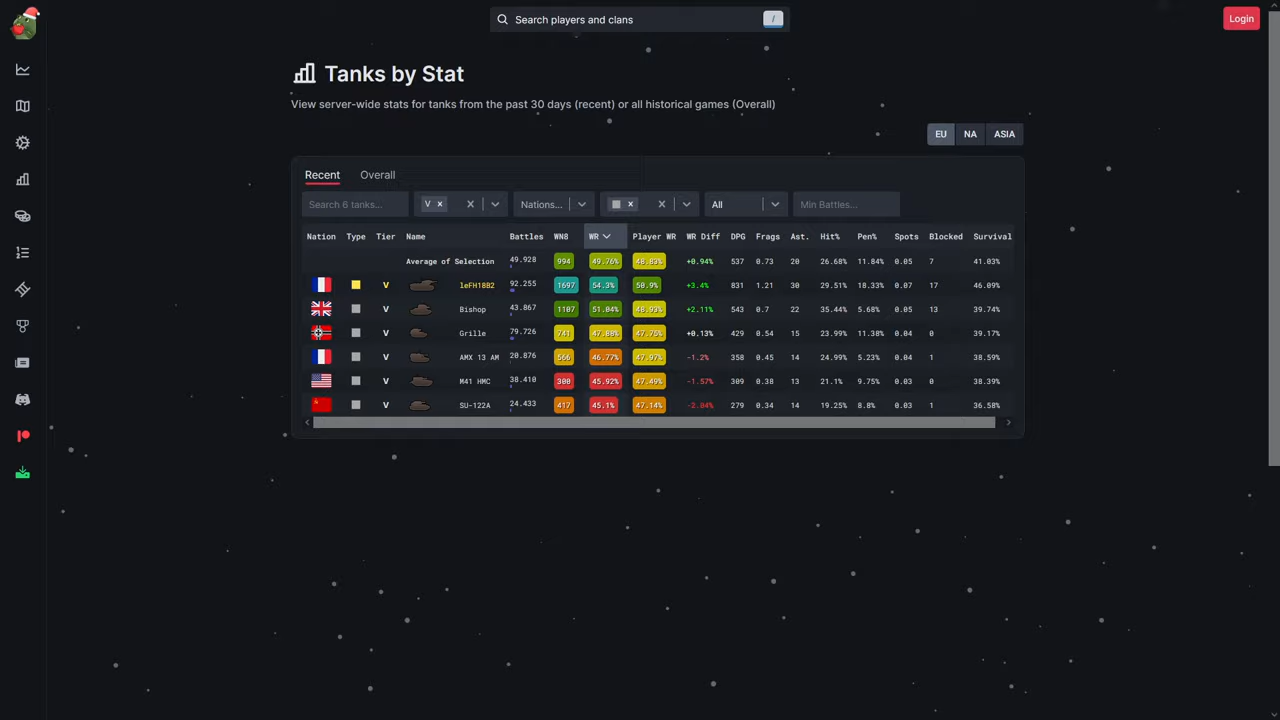 Search players and clans /
Login
Tanks by Stat
View server-wide stats for tanks from the past 30 days (recent) or all historical games (Overall)
EU NA ASIA
Recent Overall
Search 6 tanks... V × Nations... × All Min Battles...
Nation Type Tier Name Battles WN8 WR Player WR WR Diff DPG Frags Ast. Hit% Pen% Spots Blocked Survival
Average of Selection 49.928 994 49.76% 48.83% +0.94% 537 0.73 20 26.68% 11.84% 0.05 7 41.03%
V leFH18B2 92.255 1697 54.3% 50.9% +3.4% 831 1.21 30 29.51% 18.33% 0.07 17 46.09%
V Bishop 43.867 1107 51.04% 48.93% +2.11% 543 0.7 22 35.44% 5.68% 0.05 13 39.74%
V Grille 79.726 741 47.88% 47.75% +0.13% 429 0.54 15 23.99% 11.38% 0.04 0 39.17%
V AMX 13 AM 20.876 566 46.77% 47.97% -1.2% 358 0.45 14 24.99% 5.23% 0.04 1 38.59%
V M41 HMC 38.410 300 45.92% 47.49% -1.57% 309 0.38 13 21.1% 9.75% 0.03 0 38.39%
V SU-122A 24.433 417 45.1% 47.14% -2.04% 279 0.34 14 19.25% 8.8% 0.03 1 36.58%